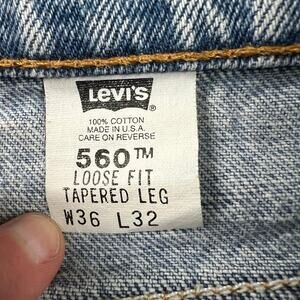 LEVI'S®
100% COTTON
MADE IN U.S.A.
CARE ON REVERSE
560™
LOOSE FIT
TAPERED LEG
W36 L32